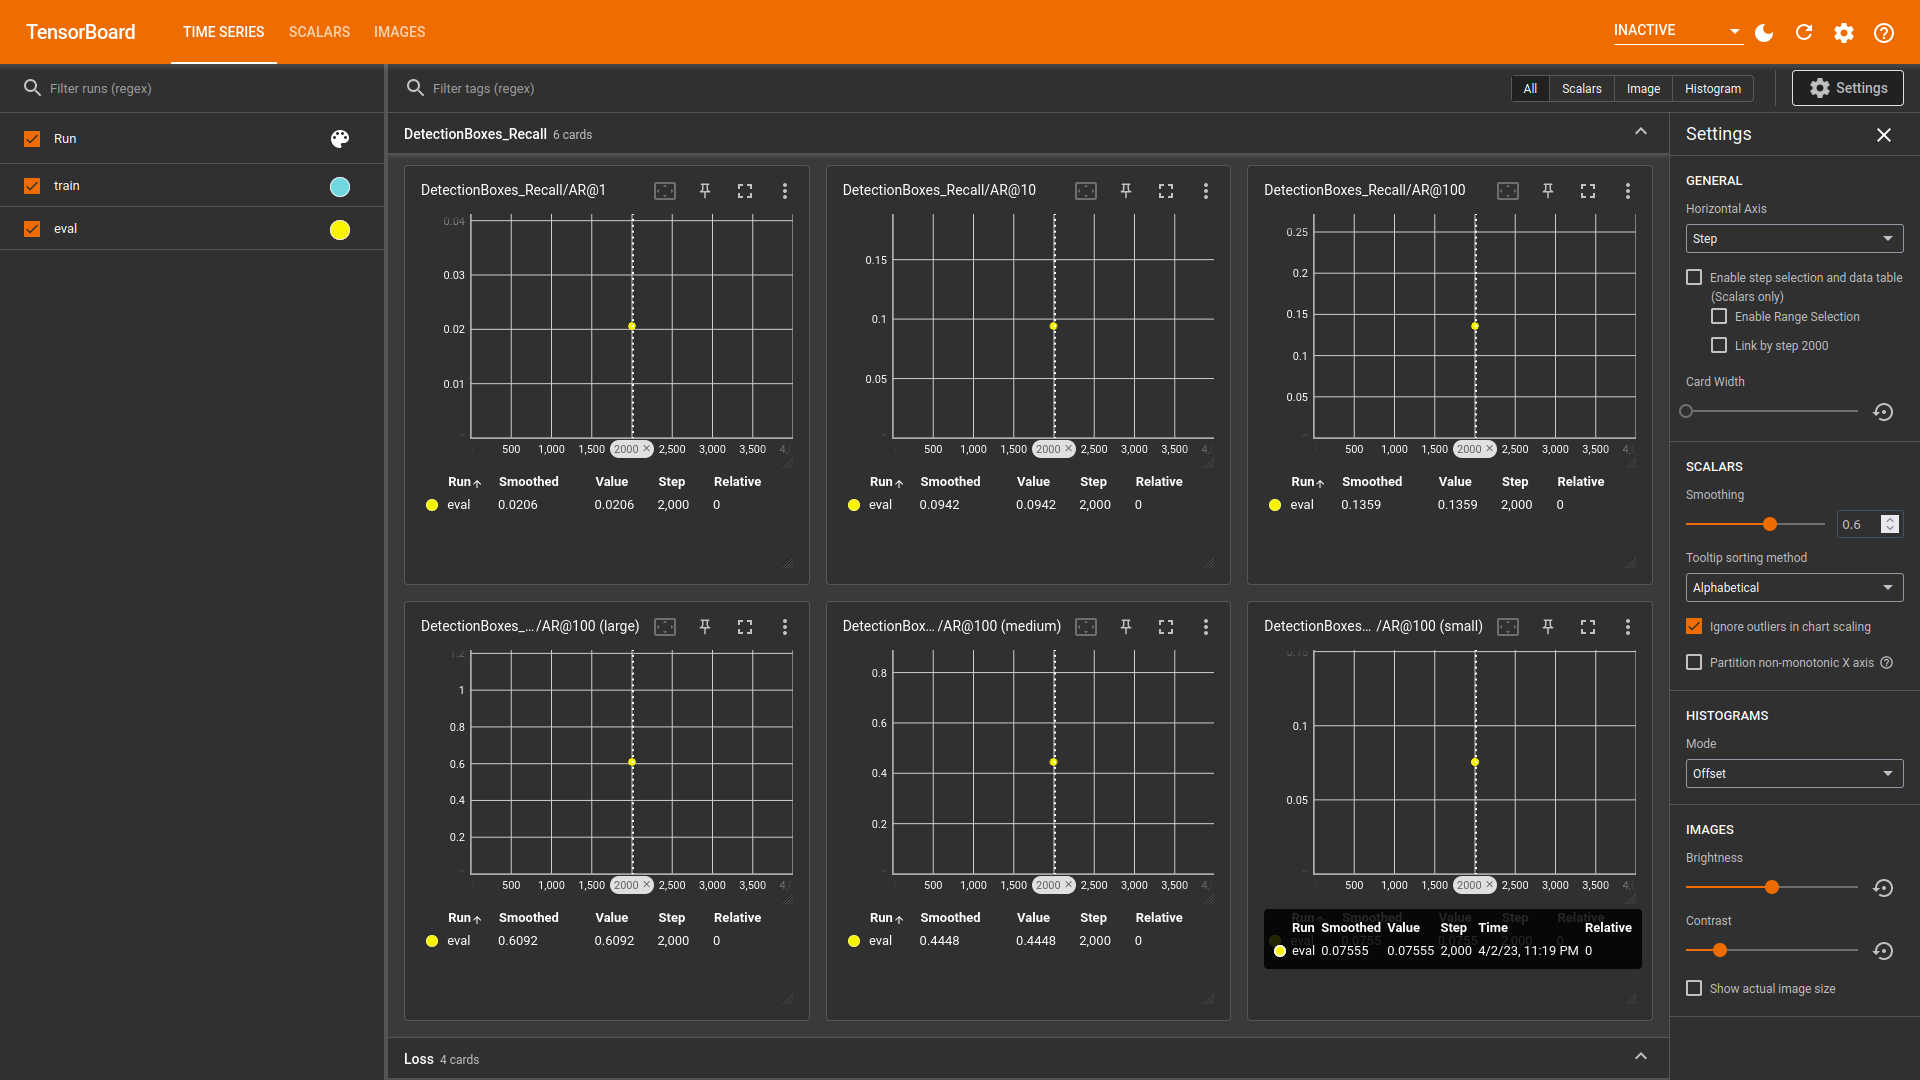 TensorBoard
TIME SERIES
SCALARS
IMAGES
INACTIVE
Filter runs (regex)
Filter tags (regex)
All
Scalars
Image
Histogram
Settings
Run
train
eval
DetectionBoxes_Recall 6 cards
DetectionBoxes_Recall/AR@1
0.04
0.03
0.02
0.01
500 1,000 1,500 2000 2,500 3,000 3,500
Run Smoothed Value Step Relative
eval 0.0206 0.0206 2,000 0
DetectionBoxes_Recall/AR@10
0.15
0.1
0.05
500 1,000 1,500 2000 2,500 3,000 3,500
Run Smoothed Value Step Relative
eval 0.0942 0.0942 2,000 0
DetectionBoxes_Recall/AR@100
0.25
0.2
0.15
0.1
0.05
500 1,000 1,500 2000 2,500 3,000 3,500
Run Smoothed Value Step Relative
eval 0.1359 0.1359 2,000 0
DetectionBoxes_… /AR@100 (large)
1.2
1
0.8
0.6
0.4
0.2
500 1,000 1,500 2000 2,500 3,000 3,500
Run Smoothed Value Step Relative
eval 0.6092 0.6092 2,000 0
DetectionBox… /AR@100 (medium)
0.8
0.6
0.4
0.2
500 1,000 1,500 2000 2,500 3,000 3,500
Run Smoothed Value Step Relative
eval 0.4448 0.4448 2,000 0
DetectionBoxes… /AR@100 (small)
0.15
0.1
0.05
500 1,000 1,500 2000 2,500 3,000 3,500
Run Smoothed Value Step Time Relative
eval 0.07555 0.07555 2,000 4/2/23, 11:19 PM 0
Loss 4 cards
Settings
GENERAL
Horizontal Axis
Step
Enable step selection and data table
(Scalars only)
Enable Range Selection
Link by step 2000
Card Width
SCALARS
Smoothing
0.6
Tooltip sorting method
Alphabetical
Ignore outliers in chart scaling
Partition non-monotonic X axis
HISTOGRAMS
Mode
Offset
IMAGES
Brightness
Contrast
Show actual image size